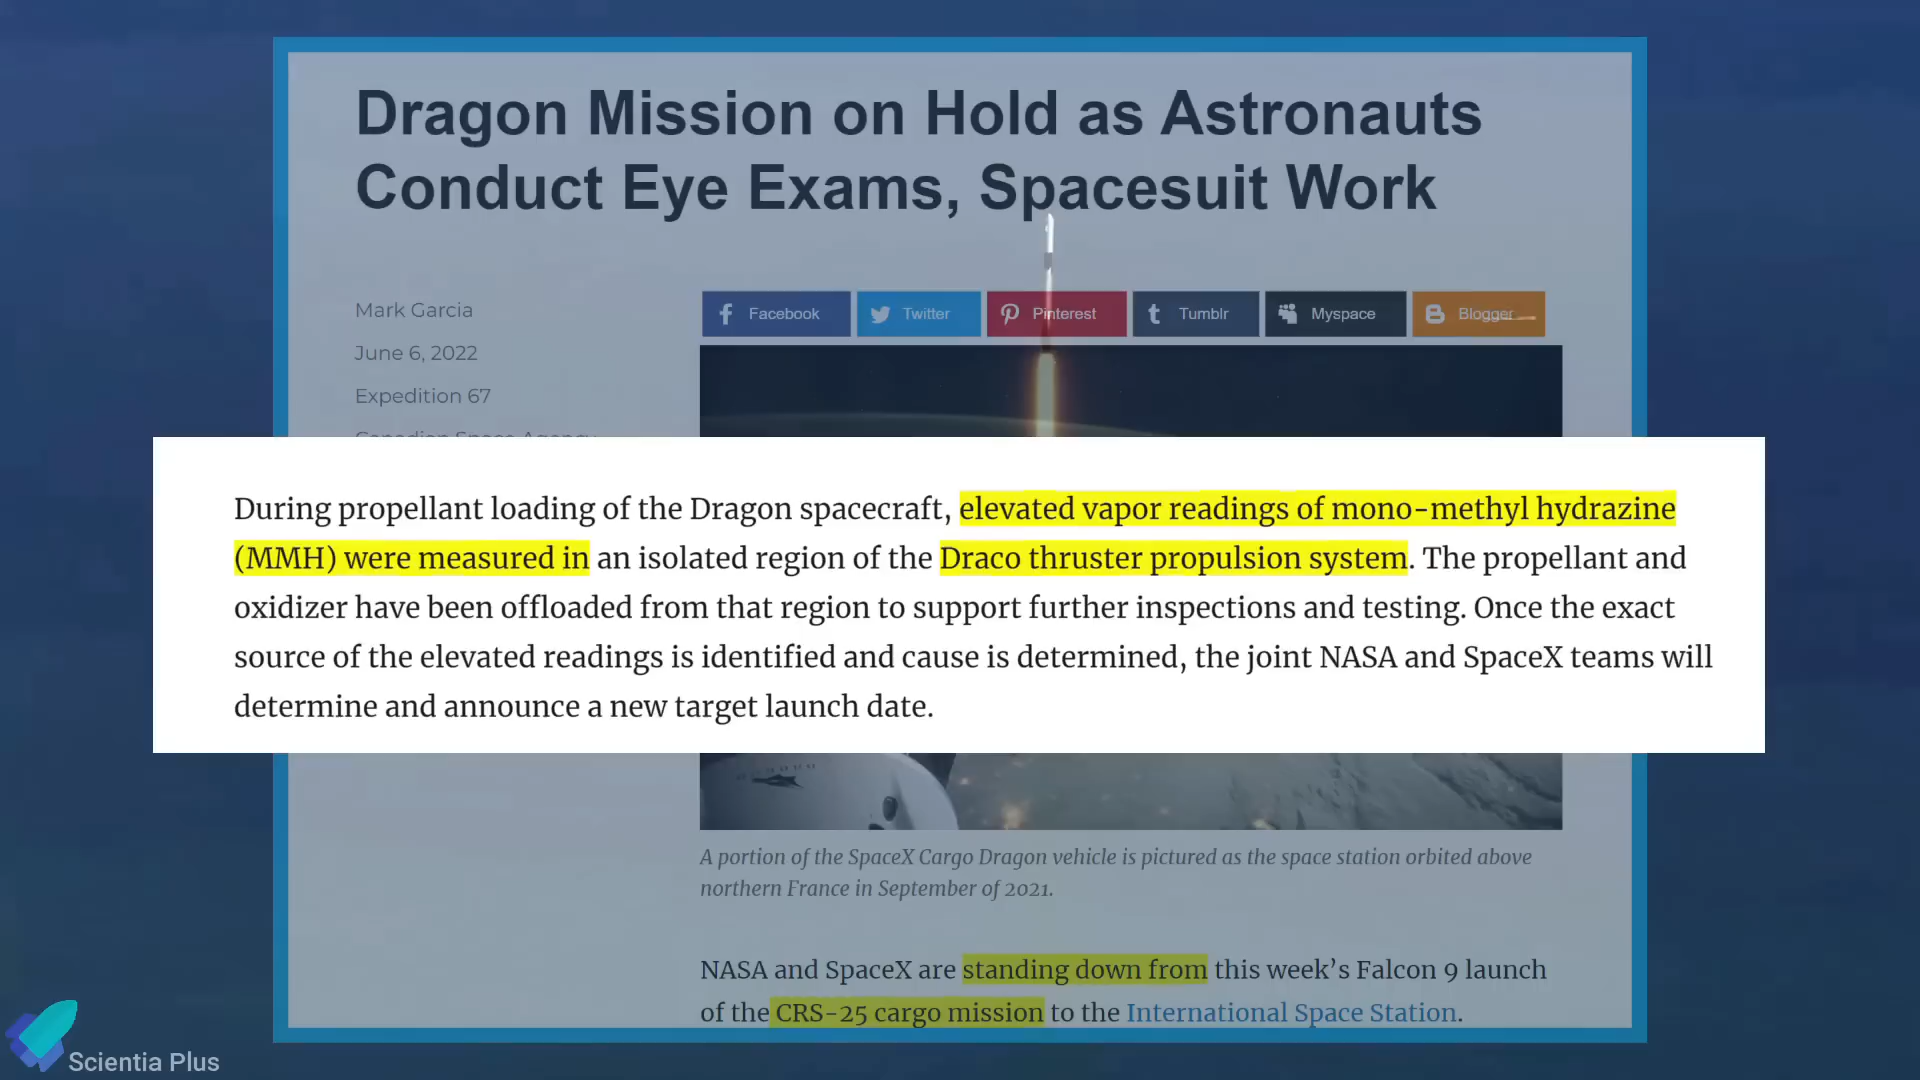 Dragon Mission on Hold as Astronauts
Conduct Eye Exams, Spacesuit Work
Mark Garcia
June 6, 2022
Expedition 67
Canadian Space Agency
Facebook
Twitter
Pinterest
Tumblr
Myspace
Blogger
During propellant loading of the Dragon spacecraft, elevated vapor readings of mono-methyl hydrazine
(MMH) were measured in an isolated region of the Draco thruster propulsion system. The propellant and
oxidizer have been offloaded from that region to support further inspections and testing. Once the exact
source of the elevated readings is identified and cause is determined, the joint NASA and SpaceX teams will
determine and announce a new target launch date.
A portion of the SpaceX Cargo Dragon vehicle is pictured as the space station orbited above
northern France in September of 2021.
NASA and SpaceX are standing down from this week’s Falcon 9 launch
of the CRS-25 cargo mission to the International Space Station.
Scientia Plus